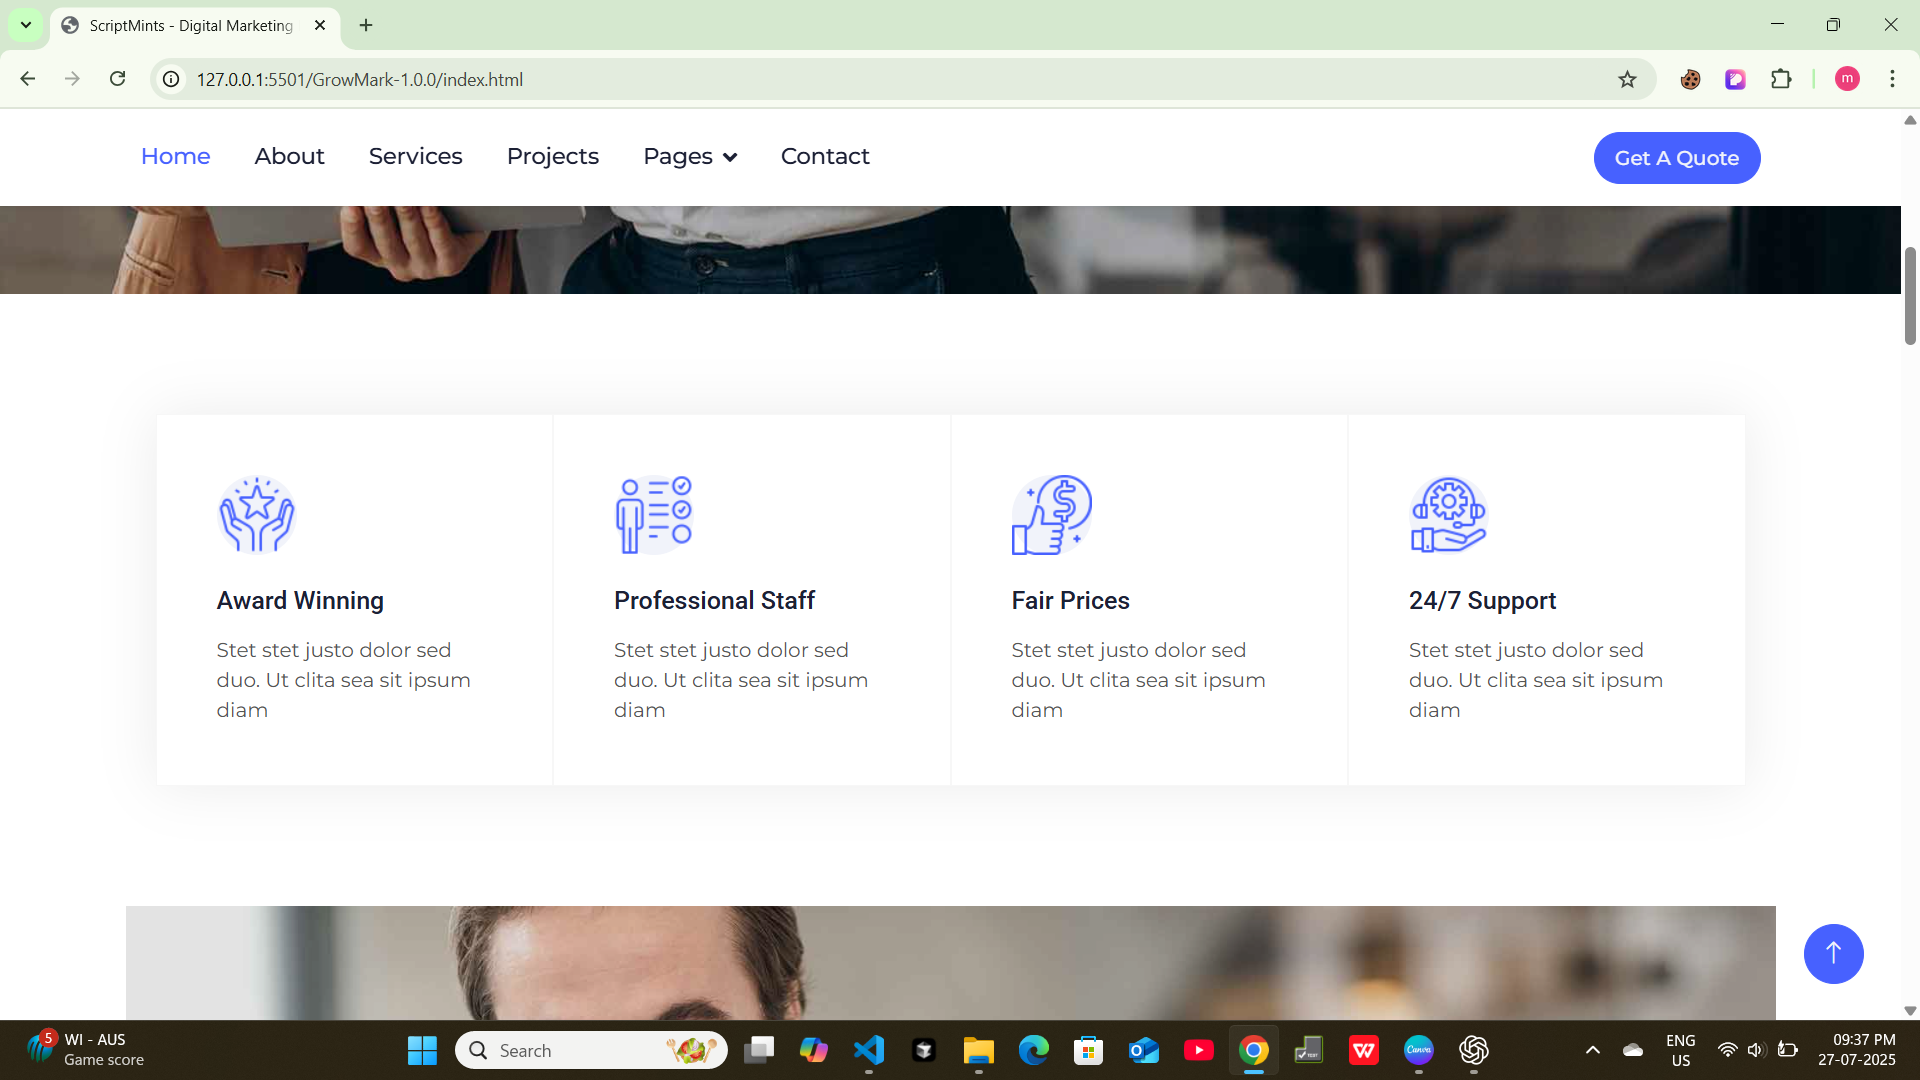 ScriptMints - Digital Marketing
127.0.0.1:5501/GrowMark-1.0.0/index.html
m
Home About Services Projects Pages Contact Get A Quote
Award Winning
Stet stet justo dolor sed
duo. Ut clita sea sit ipsum
diam
Professional Staff
Stet stet justo dolor sed
duo. Ut clita sea sit ipsum
diam
Fair Prices
Stet stet justo dolor sed
duo. Ut clita sea sit ipsum
diam
24/7 Support
Stet stet justo dolor sed
duo. Ut clita sea sit ipsum
diam
5
WI - AUS
Game score
Search
Canva
TEST
ENG
US
09:37 PM
27-07-2025